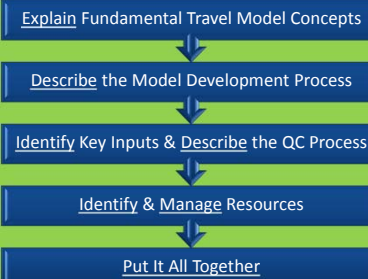 Explain Fundamental Travel Model Concepts
Describe the Model Development Process
Identify Key Inputs & Describe the QC Process
Identify & Manage Resources
Put It All Together